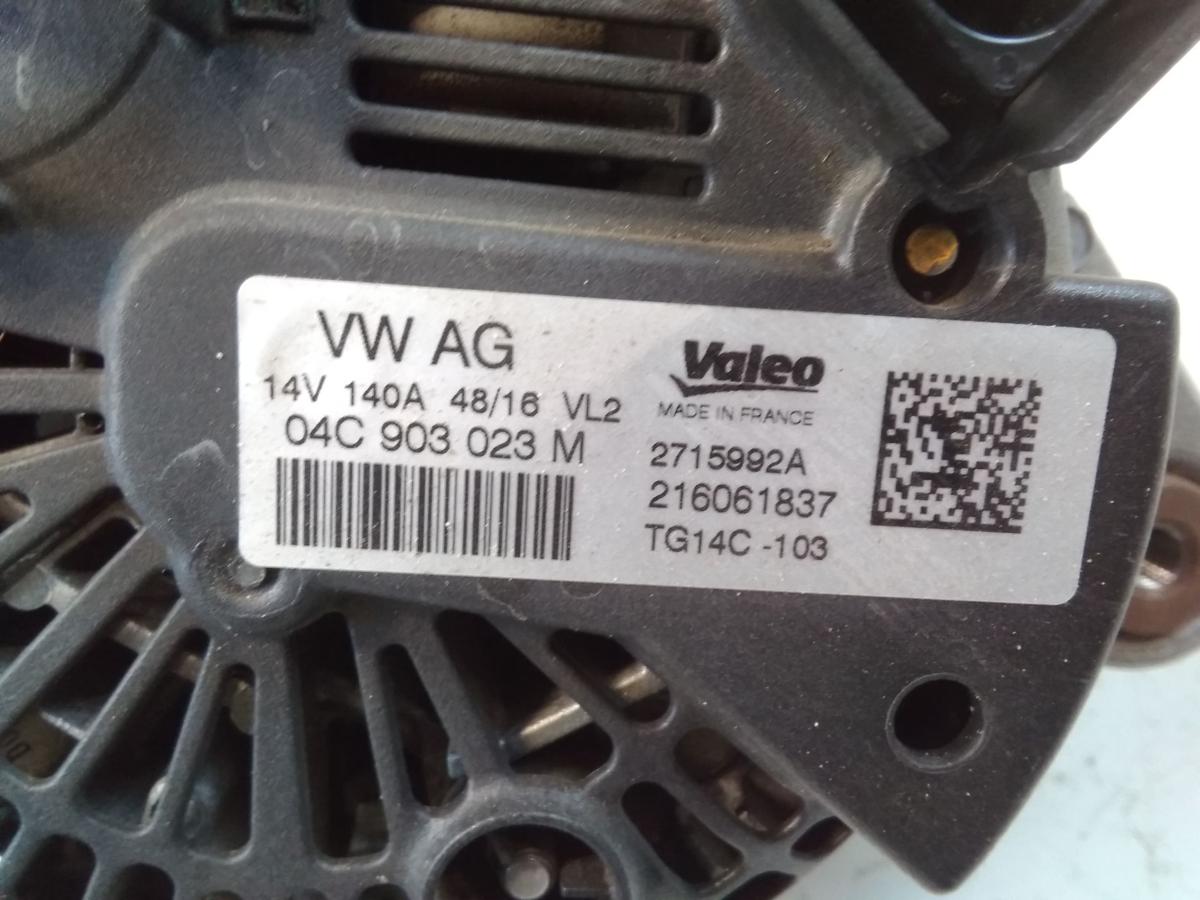 VW AG
14V 140A 48/16 VL2
04C 903 023 M
Valeo
MADE IN FRANCE
2715992A
216061837
TG14C -103